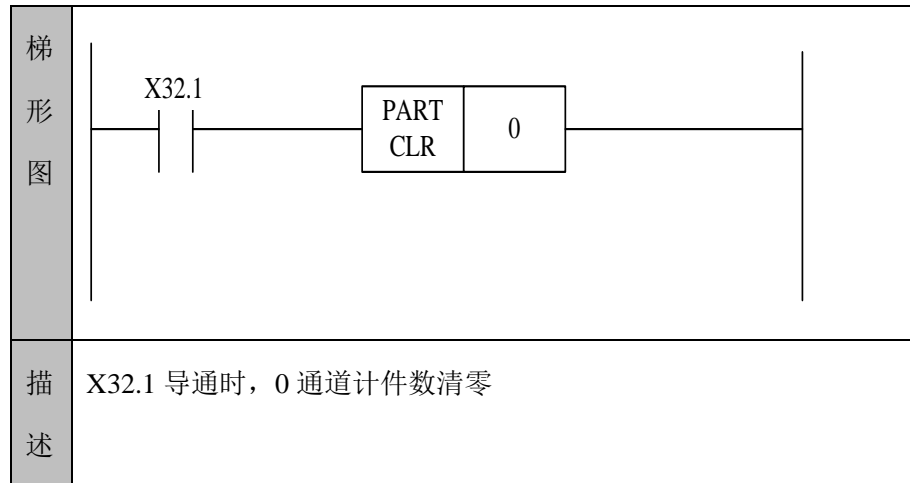 梯
形
图
X32.1
PART
CLR
0
描
述
X32.1 导通时，0 通道计件数清零